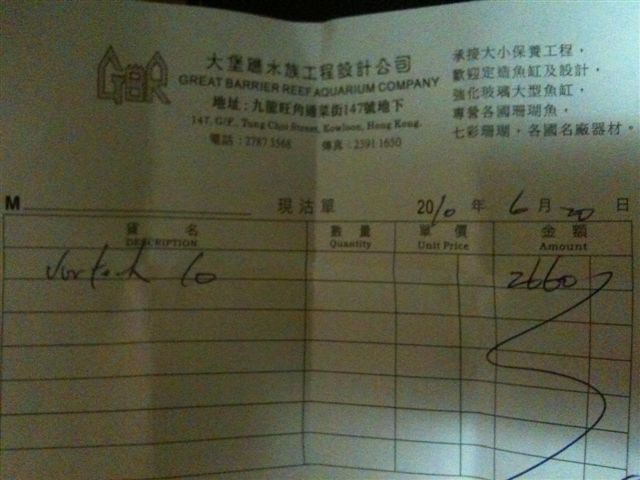 GBR
大堡礁水族工程設計公司
GREAT BARRIER REEF AQUARIUM COMPANY
地址：九龍旺角通菜街147號地下
147, G/F., Tung Choi Street, Kowloon, Hong Kong.
電話：2787 5568 傳真：2391 1650
承接大小保養工程，
歡迎定造魚缸及設計，
強化玻璃大型魚缸，
專營各國珊瑚魚，
七彩珊瑚，各國名廠器材。
M 現沽單 2010 年 6 月 20 日
貨名 數量 單價 金額
DESCRIPTION Quantity Unit Price Amount
Vortech 10 2660